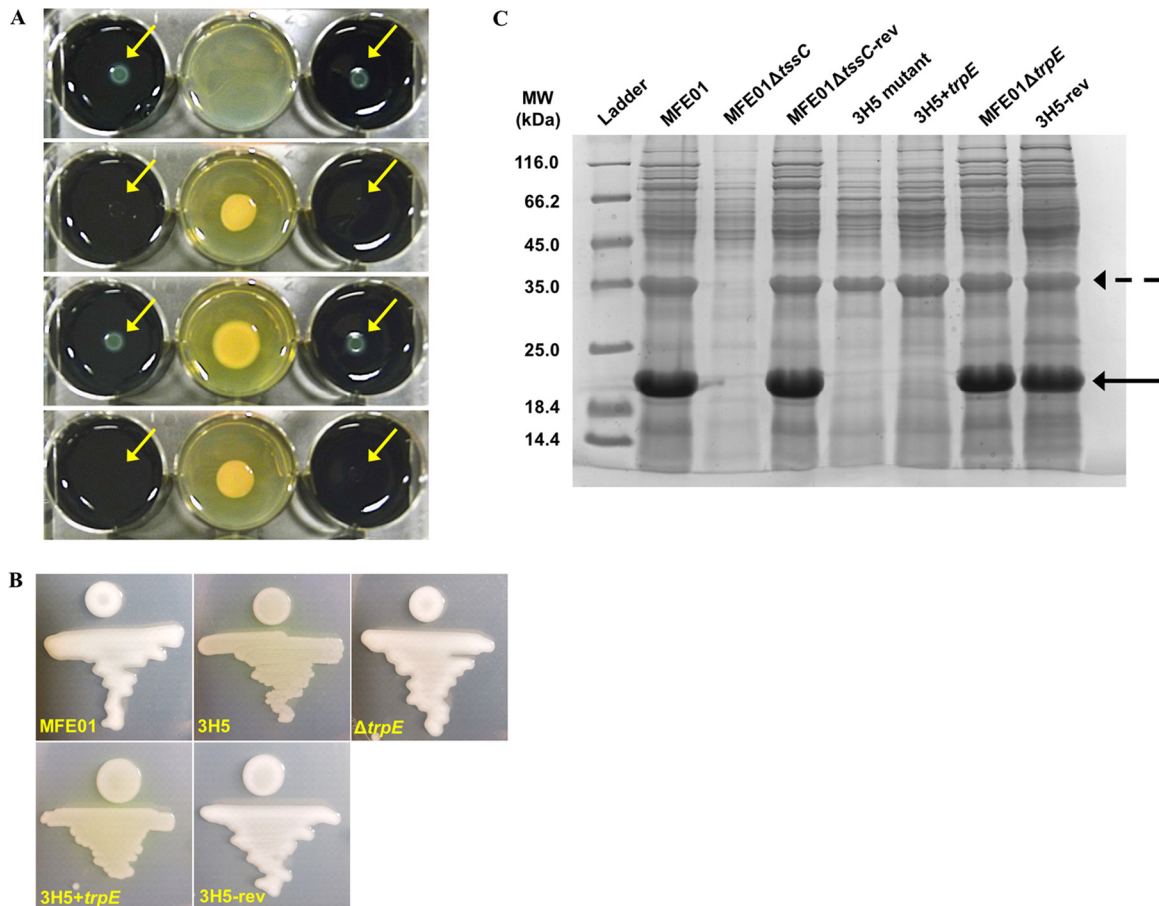 A
B
MFE01
3H5
ΔtrpE
3H5+trpE
3H5-rev
C
MW
(kDa)
Ladder
MFE01
MFE01ΔtssC
MFE01ΔtssC-rev
3H5 mutant
3H5+trpE
MFE01ΔtrpE
3H5-rev
116.0
66.2
45.0
35.0
25.0
18.4
14.4